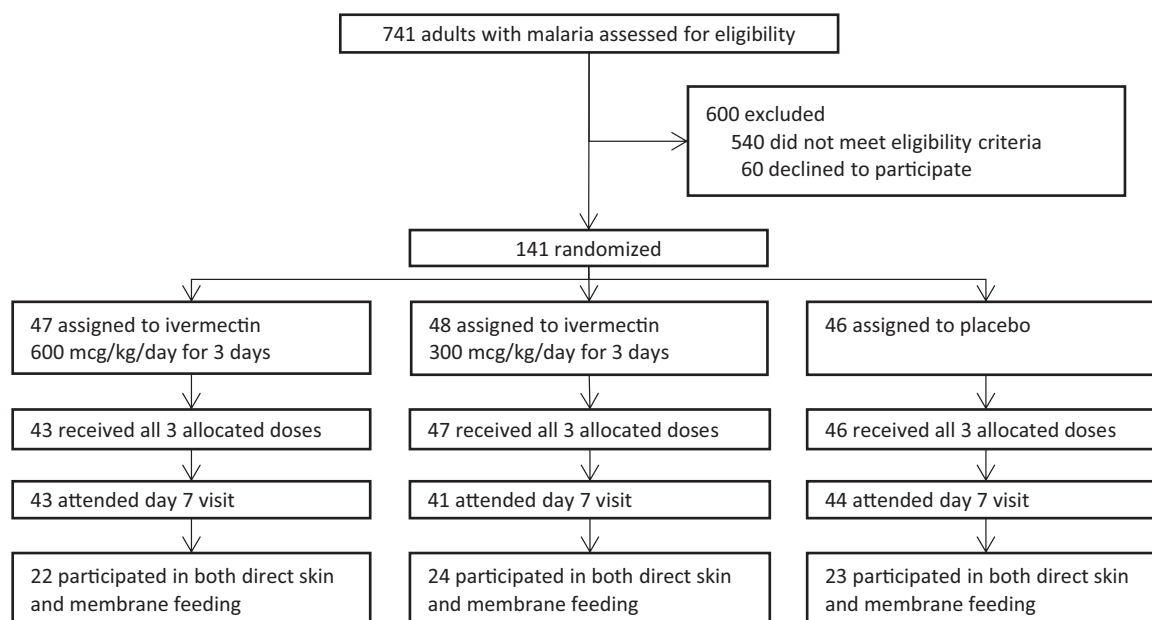 741 adults with malaria assessed for eligibility
600 excluded
540 did not meet eligibility criteria
60 declined to participate
141 randomized
47 assigned to ivermectin
600 mcg/kg/day for 3 days
48 assigned to ivermectin
300 mcg/kg/day for 3 days
46 assigned to placebo
43 received all 3 allocated doses
47 received all 3 allocated doses
46 received all 3 allocated doses
43 attended day 7 visit
41 attended day 7 visit
44 attended day 7 visit
22 participated in both direct skin
and membrane feeding
24 participated in both direct skin
and membrane feeding
23 participated in both direct skin
and membrane feeding